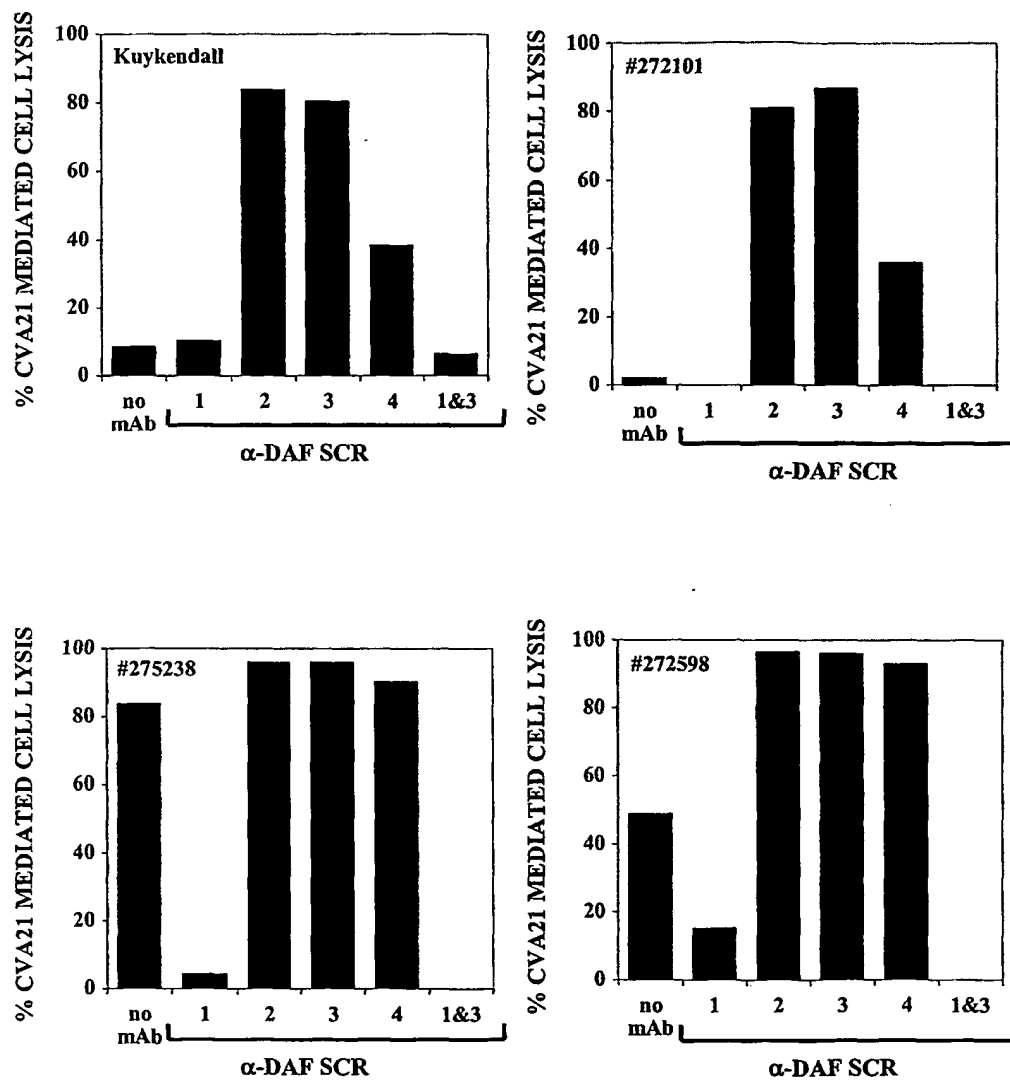 % CVA21 MEDIATED CELL LYSIS
100
80
60
40
20
0
Kuykendall
no mAb 1 2 3 4 1&3
α-DAF SCR
% CVA21 MEDIATED CELL LYSIS
100
80
60
40
20
0
#272101
no mAb 1 2 3 4 1&3
α-DAF SCR
% CVA21 MEDIATED CELL LYSIS
100
80
60
40
20
0
#275238
no mAb 1 2 3 4 1&3
α-DAF SCR
% CVA21 MEDIATED CELL LYSIS
100
80
60
40
20
0
#272598
no mAb 1 2 3 4 1&3
α-DAF SCR